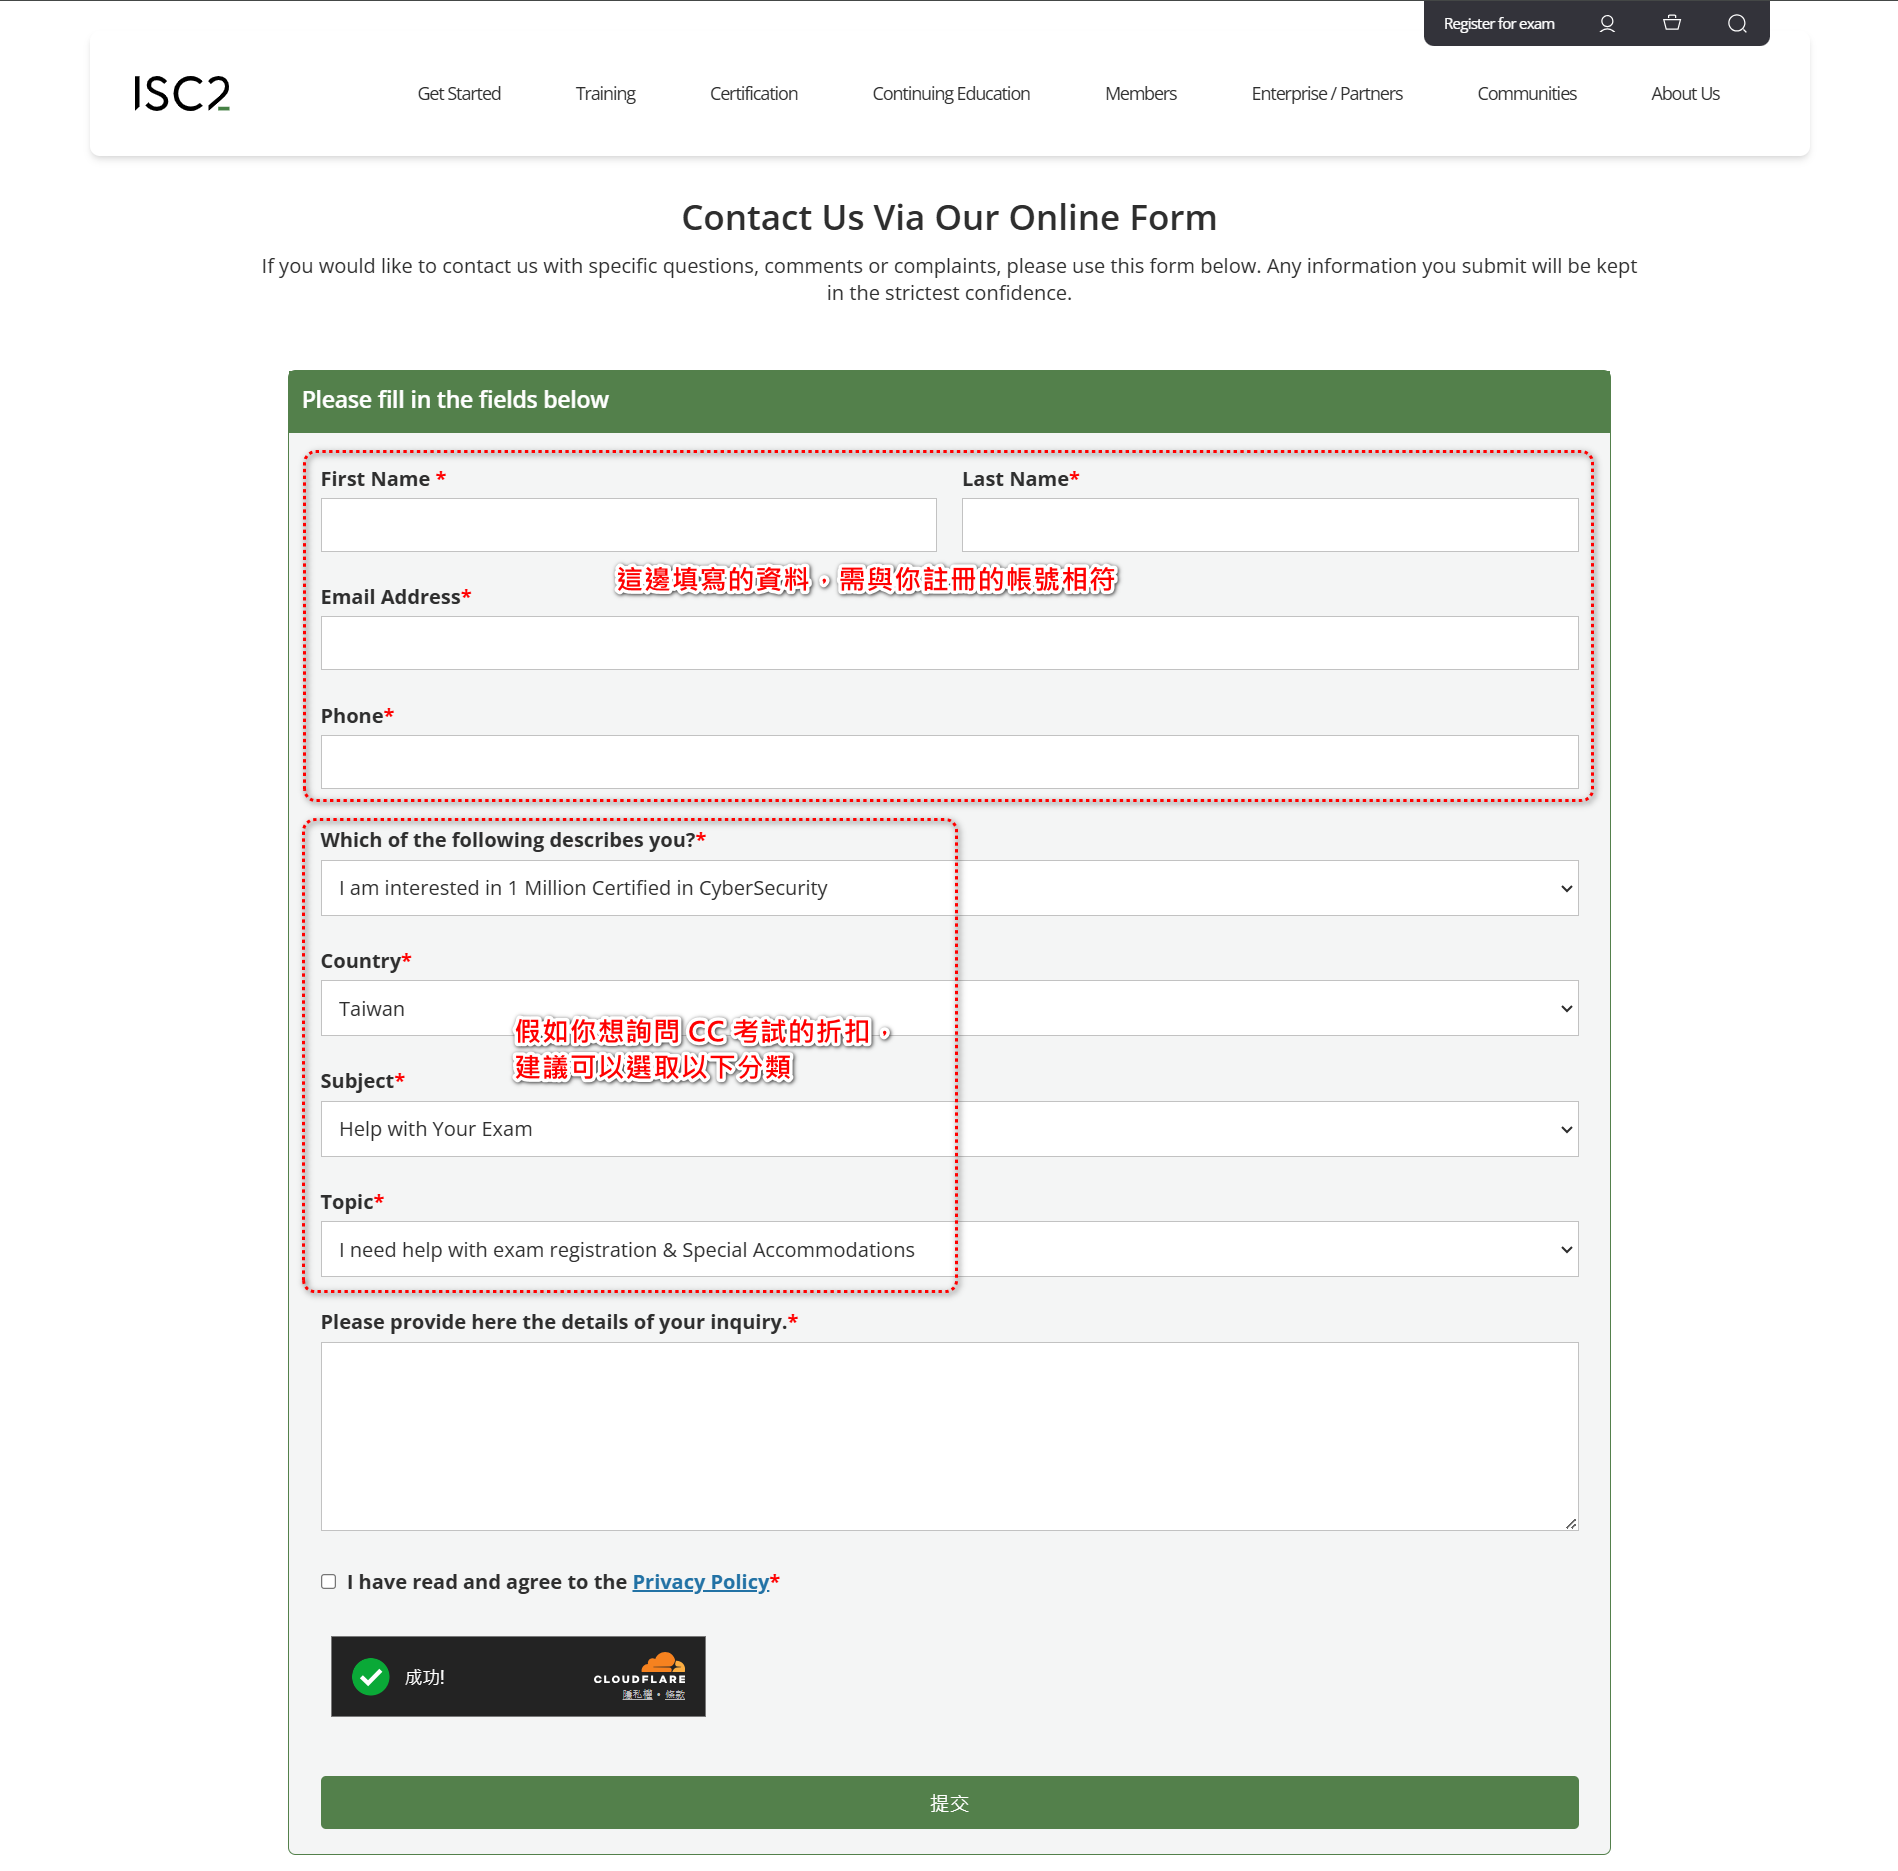 Register for exam
ISC2
Get Started
Training
Certification
Continuing Education
Members
Enterprise / Partners
Communities
About Us
Contact Us Via Our Online Form
If you would like to contact us with specific questions, comments or complaints, please use this form below. Any information you submit will be kept
in the strictest confidence.
Please fill in the fields below
First Name *
Last Name*
這邊填寫的資料，需與你註冊的帳號相符
Email Address*
Phone*
Which of the following describes you?*
I am interested in 1 Million Certified in CyberSecurity
Country*
Taiwan
假如你想詢問 CC 考試的折扣，
建議可以選取以下分類
Subject*
Help with Your Exam
Topic*
I need help with exam registration & Special Accommodations
Please provide here the details of your inquiry.*
I have read and agree to the Privacy Policy*
成功!
CLOUDFLARE
隱私權 • 條款
提交